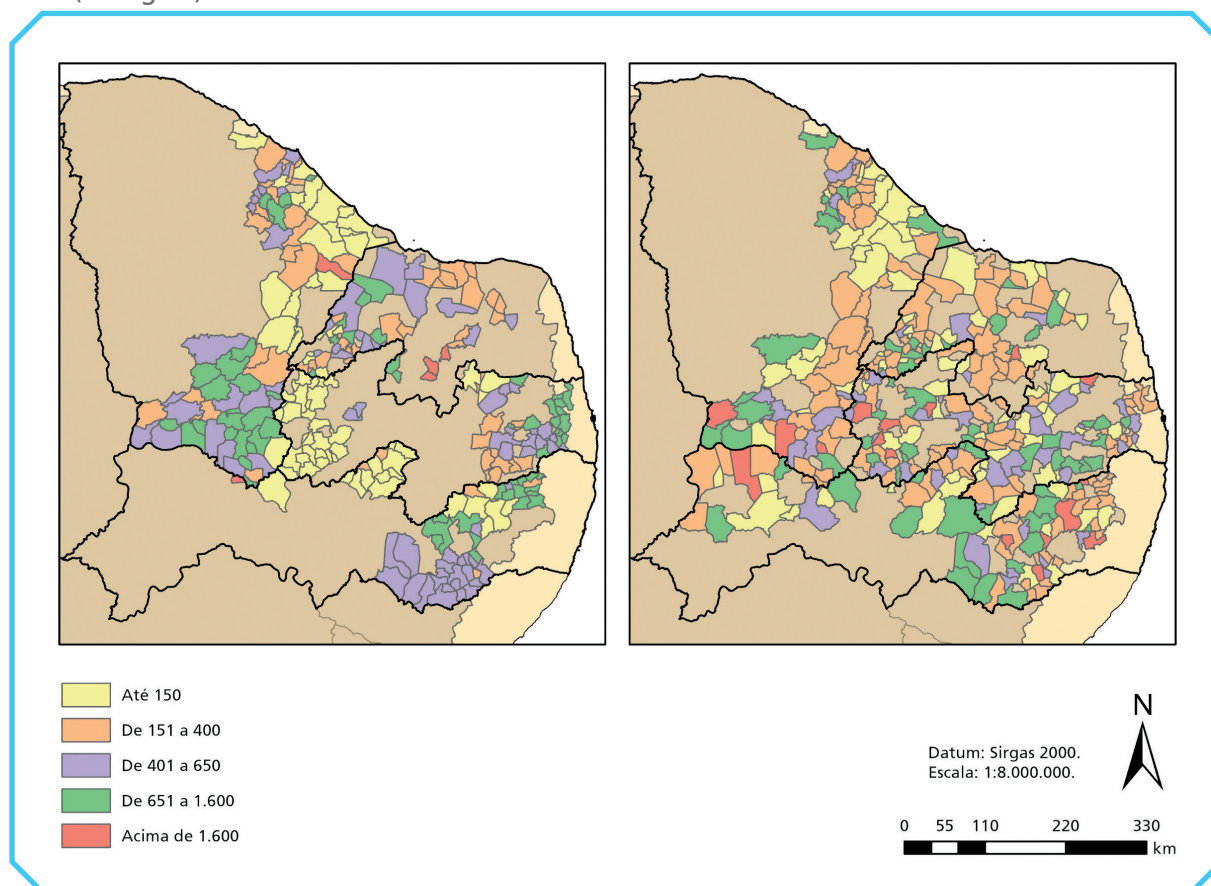 Até 150
De 151 a 400
De 401 a 650
De 651 a 1.600
Acima de 1.600
N
Datum: Sirgas 2000.
Escala: 1:8.000.000.
0 55 110 220 330
km